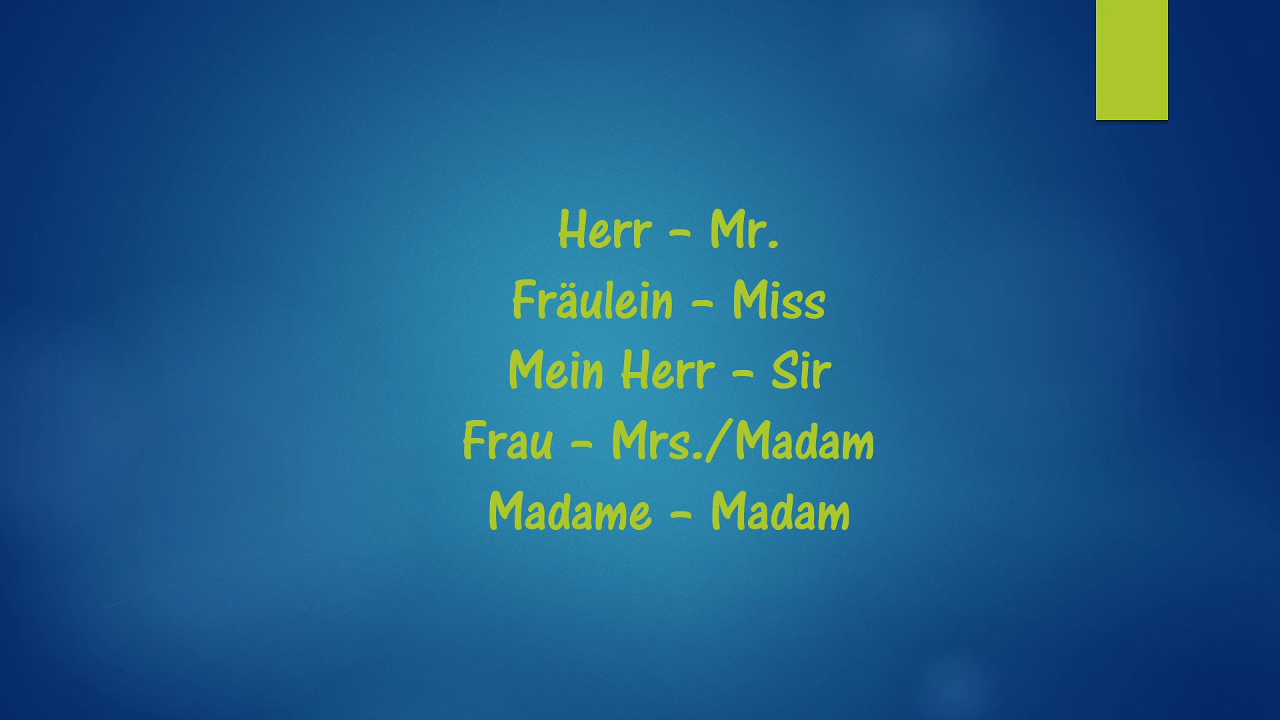 Herr – Mr.
Fräulein – Miss
Mein Herr – Sir
Frau – Mrs./Madam
Madame – Madam